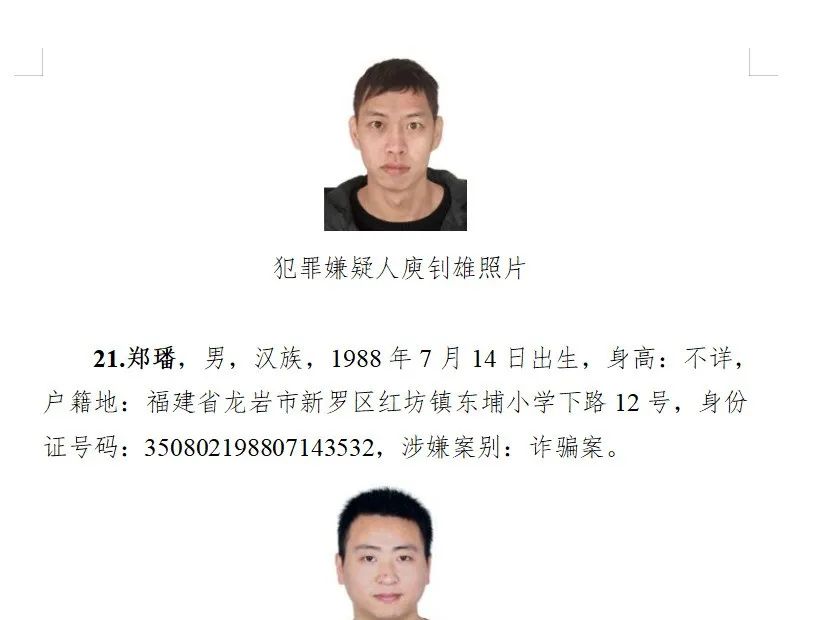 犯罪嫌疑人庾钊雄照片
21.郑璠，男，汉族，1988 年 7 月 14 日出生，身高：不详，
户籍地：福建省龙岩市新罗区红坊镇东埔小学下路 12 号，身份
证号码：350802198807143532，涉嫌案别：诈骗案。